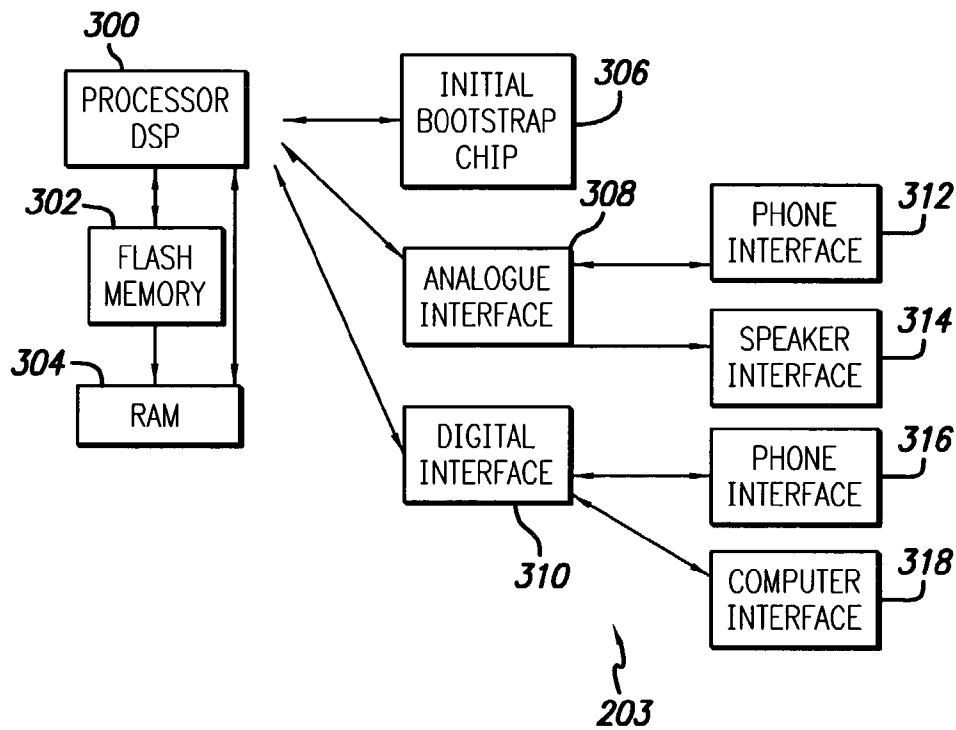 300
PROCESSOR
DSP
302
FLASH
MEMORY
304
RAM
INITIAL
BOOTSTRAP
CHIP
306
308
ANALOGUE
INTERFACE
DIGITAL
INTERFACE
310
PHONE
INTERFACE
312
SPEAKER
INTERFACE
314
PHONE
INTERFACE
316
COMPUTER
INTERFACE
318
203